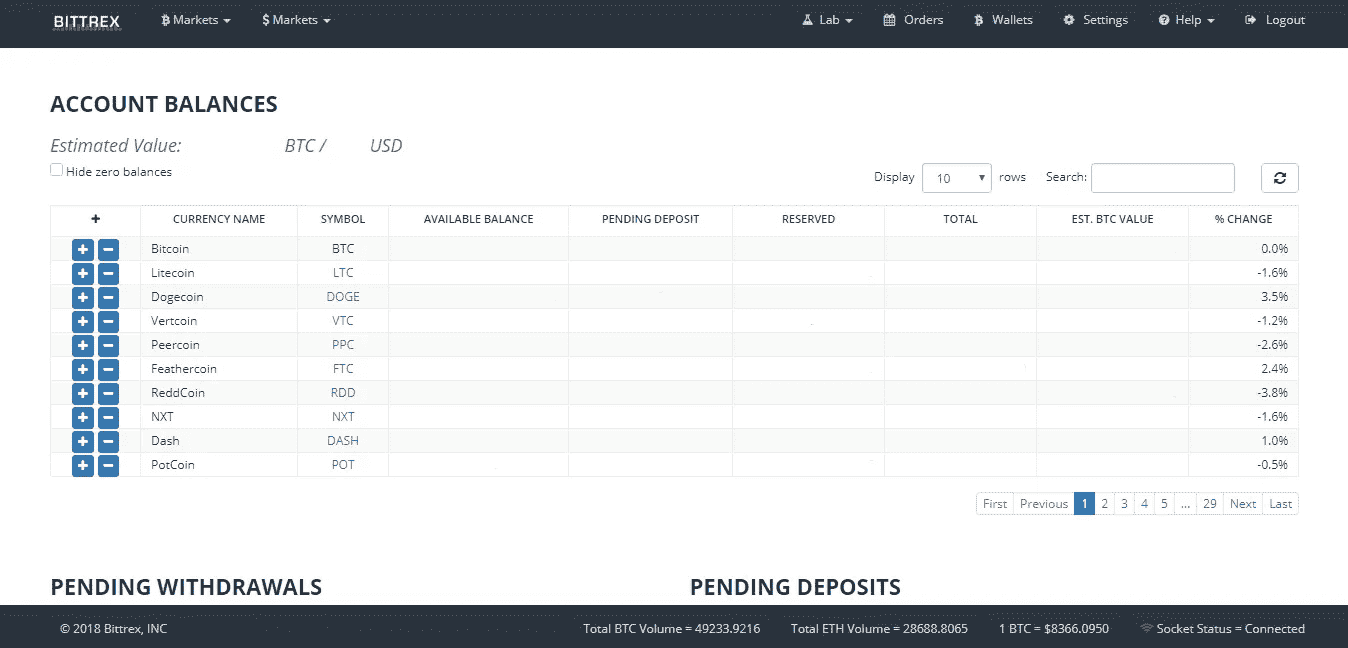 BITTREX Markets Markets Lab Orders Wallets Settings Help Logout
ACCOUNT BALANCES
Estimated Value: BTC / USD
Hide zero balances
Display 10 rows Search:
+ CURRENCY NAME SYMBOL AVAILABLE BALANCE PENDING DEPOSIT RESERVED TOTAL EST. BTC VALUE % CHANGE
Bitcoin BTC 0.0%
Litecoin LTC -1.6%
Dogecoin DOGE 3.5%
Vertcoin VTC -1.2%
Peercoin PPC -2.6%
Feathercoin FTC 2.4%
ReddCoin RDD -3.8%
NXT NXT -1.6%
Dash DASH 1.0%
PotCoin POT -0.5%
First Previous 1 2 3 4 5 ... 29 Next Last
PENDING WITHDRAWALS PENDING DEPOSITS
© 2018 Bittrex, INC Total BTC Volume = 49233.9216 Total ETH Volume = 28688.8065 1 BTC = $8366.0950 Socket Status = Connected